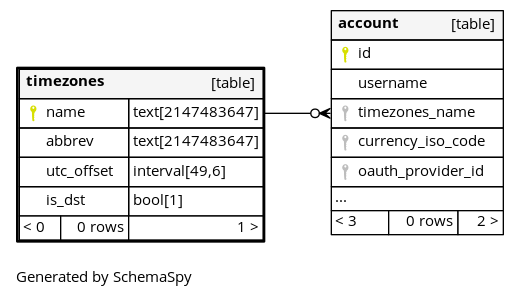 timezones [table]
name text[2147483647]
abbrev text[2147483647]
utc_offset interval[49,6]
is_dst bool[1]
< 0 0 rows 1 >
account [table]
id
username
timezones_name
currency_iso_code
oauth_provider_id
...
< 3 0 rows 2 >
Generated by SchemaSpy